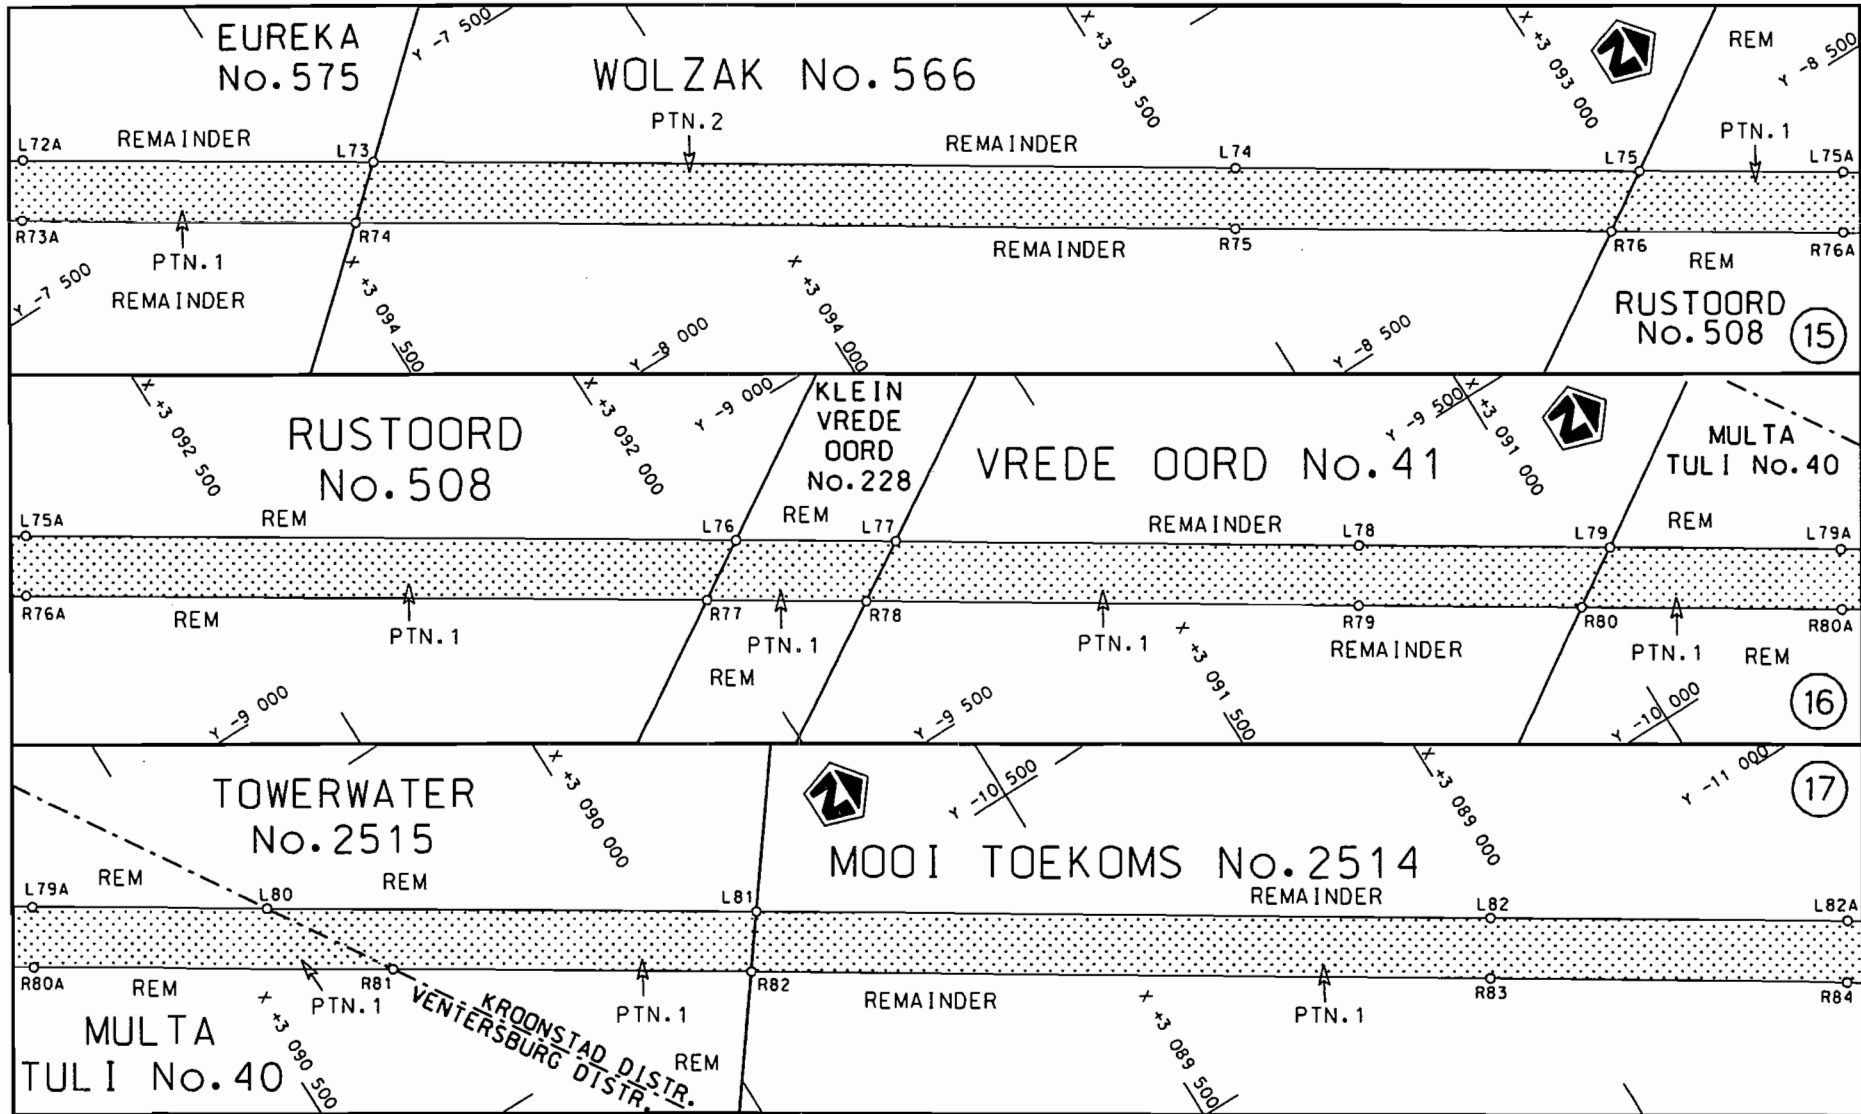 EUREKA
No.575
Y -7 500
WOLZAK No.566
X +3 093 500
X +3 093 000
REM
Y -8 500
L72A
REMAINDER
L73
PTN.2
REMAINDER
L74
L75
PTN.1
L75A
R73A
PTN.1
REMAINDER
R74
REMAINDER
R75
R76
REM
R76A
Y -7 500
X +3 094 500
Y -8 000
X +3 094 000
Y -8 500
RUSTOORD
No.508
15
X +3 092 500
RUSTOORD
No.508
X +3 092 000
Y -9 000
KLEIN
VREDE
OORD
No.228
VREDE OORD No.41
Y -9 500
X +3 091 000
MULTA
TULI No.40
L75A
REM
L76
REM
L77
REMAINDER
L78
L79
REM
L79A
R76A
REM
PTN.1
R77
PTN.1
REM
R78
PTN.1
R79
REMAINDER
R80
PTN.1
REM
R80A
Y -9 000
Y -9 500
X +3 091 500
Y -10 000
16
TOWERWATER
No.2515
X +3 090 000
Y -10 500
X +3 089 000
Y -11 000
17
MOOI TOEKOMS No.2514
L79A
REM
L80
REM
L81
REMAINDER
L82
L82A
R80A
REM
PTN.1
R81
PTN.1
R82
REMAINDER
PTN.1
R83
R84
MULTA
TULI No.40
X +3 090 500
KROONSTAD DISTR.
VENTERSBURG DISTR.
REM
X +3 089 500